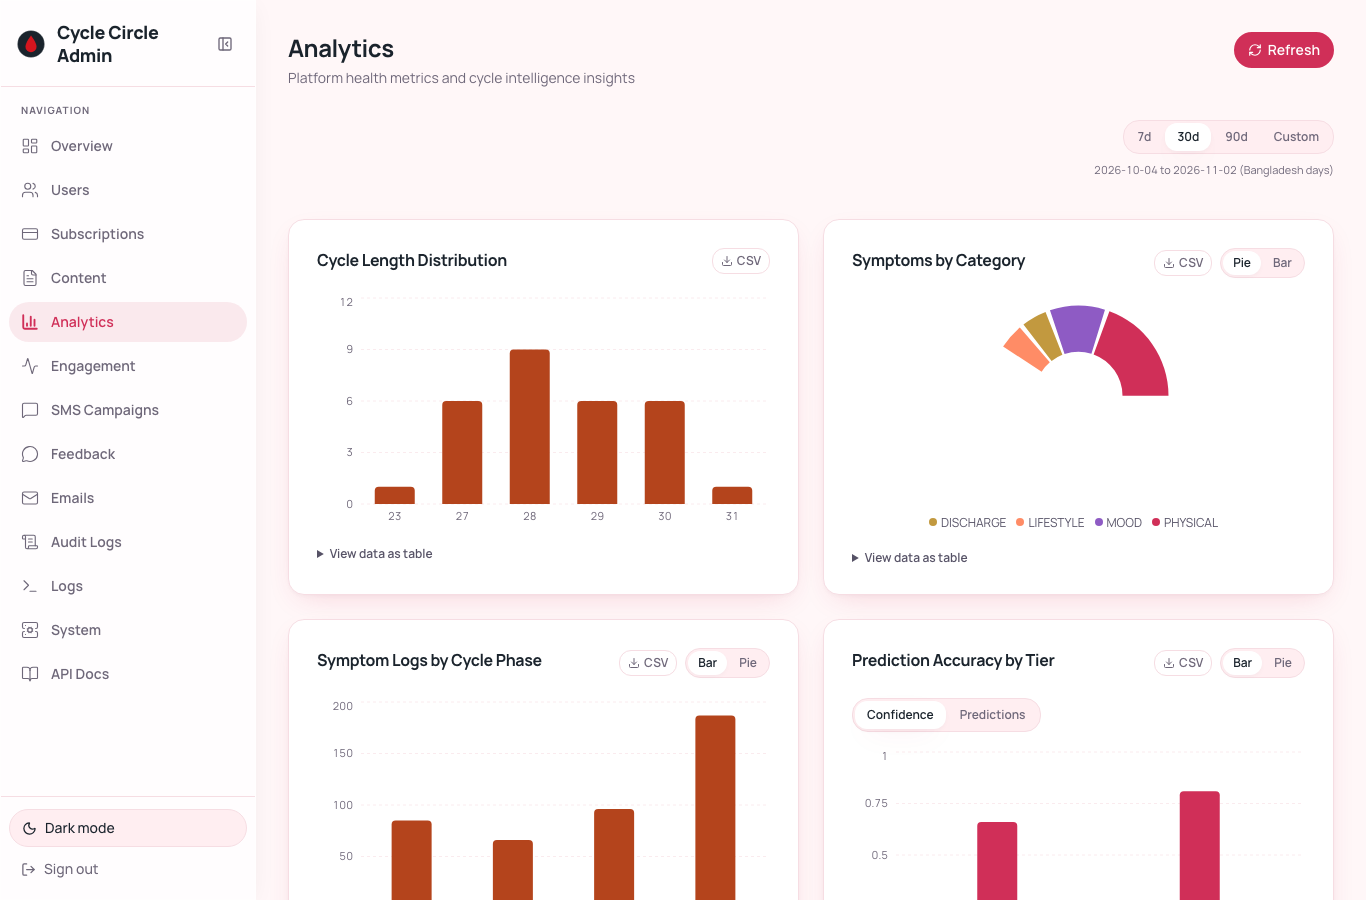 Cycle Circle
Admin
NAVIGATION
Overview
Users
Subscriptions
Content
Analytics
Engagement
SMS Campaigns
Feedback
Emails
Audit Logs
Logs
System
API Docs
Dark mode
Sign out
Analytics
Platform health metrics and cycle intelligence insights
Refresh
7d 30d 90d Custom
2026-10-04 to 2026-11-02 (Bangladesh days)
Cycle Length Distribution
CSV
12
9
6
3
0
23 27 28 29 30 31
View data as table
Symptoms by Category
CSV
Pie Bar
DISCHARGE LIFESTYLE MOOD PHYSICAL
View data as table
Symptom Logs by Cycle Phase
CSV
Bar Pie
200
150
100
50
Prediction Accuracy by Tier
CSV
Bar Pie
Confidence Predictions
1
0.75
0.5